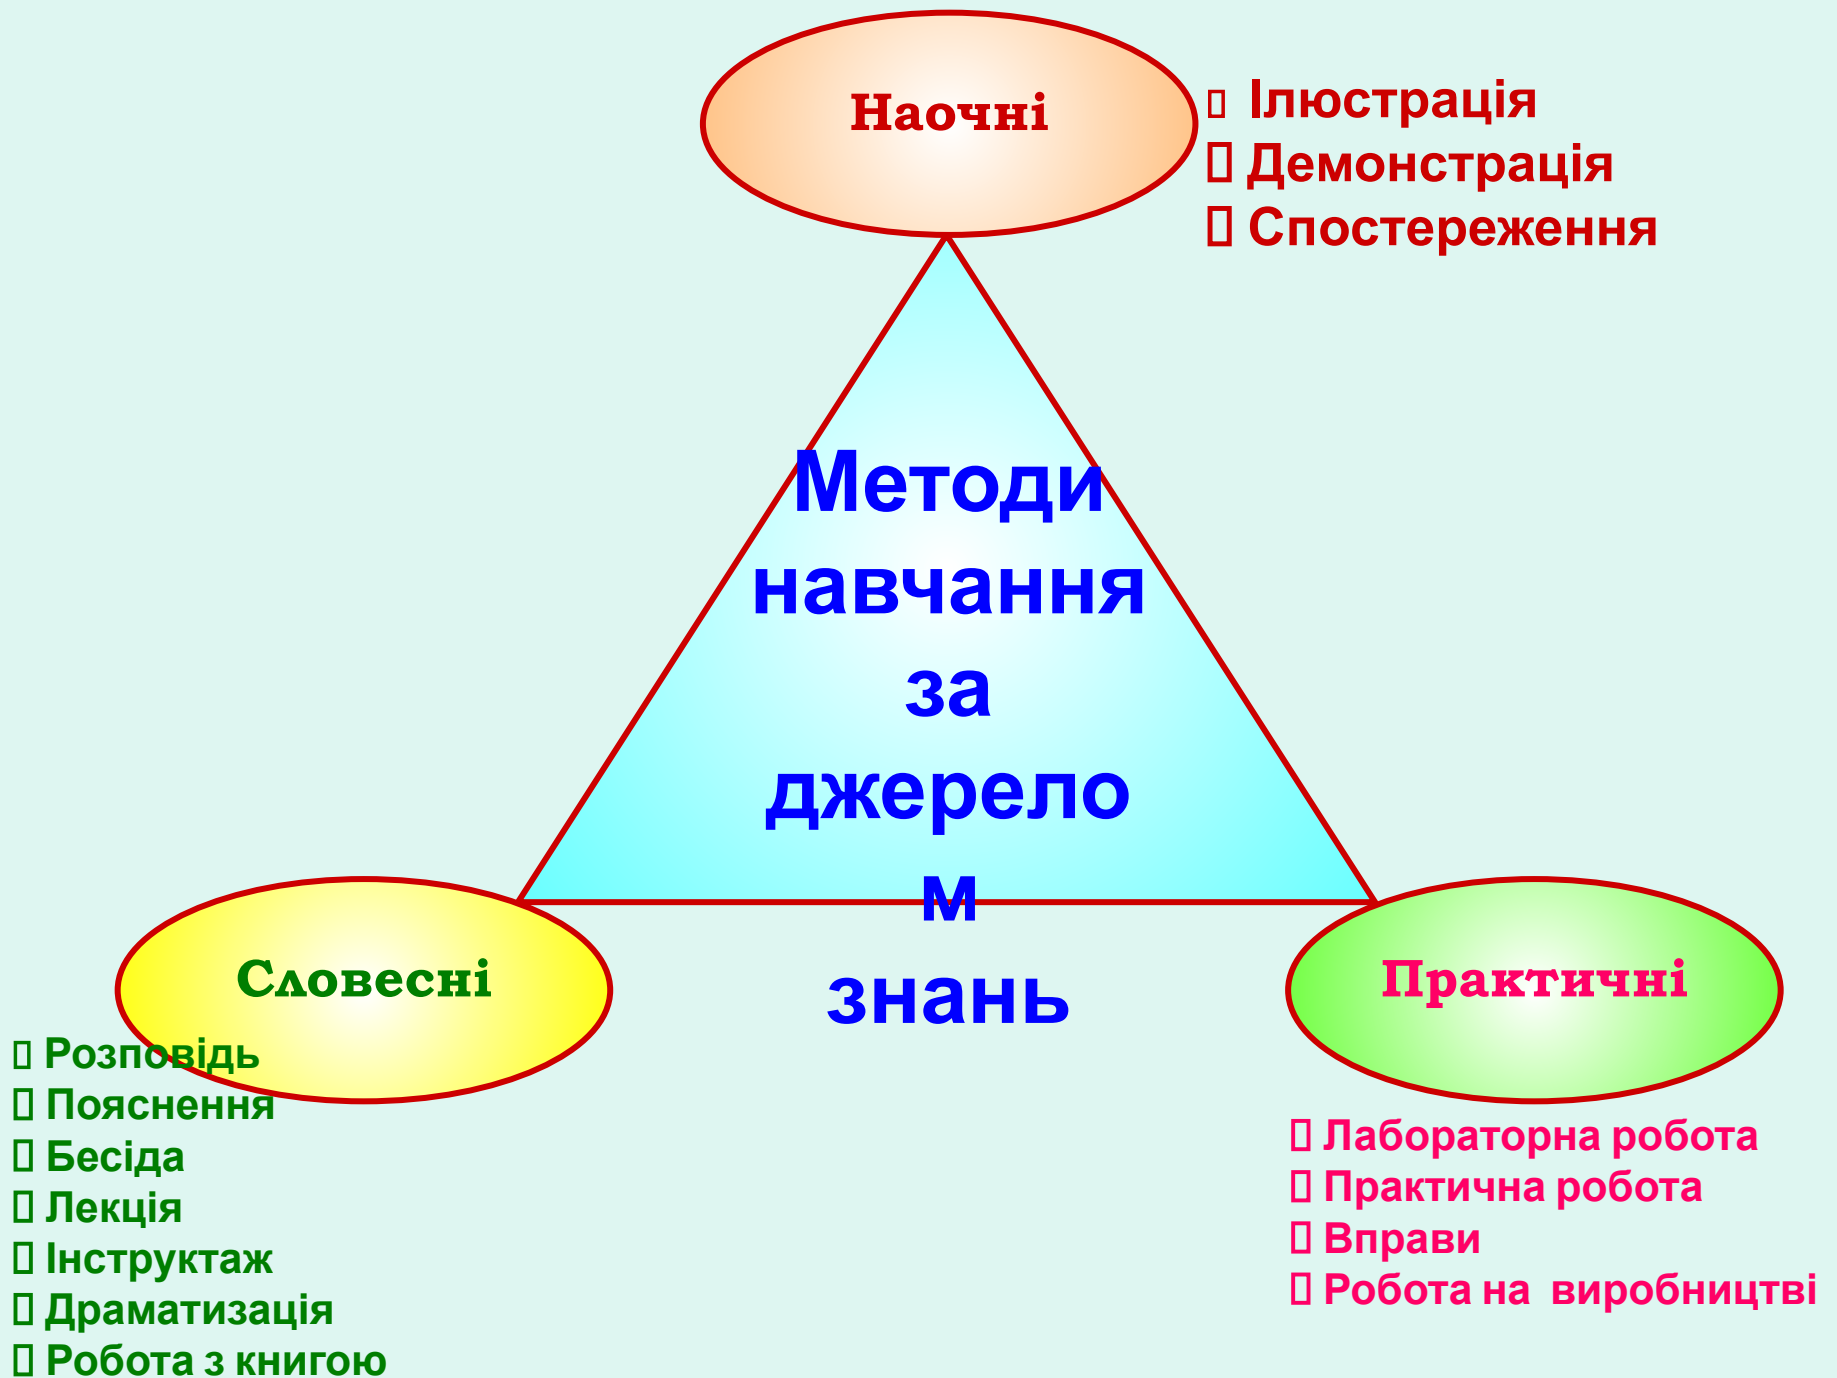 Наочні
Ілюстрація
Демонстрація
Спостереження
Методи
навчання
за
джерело
м
знань
Словесні
Розповідь
Пояснення
Бесіда
Лекція
Інструктаж
Драматизація
Робота з книгою
Практичні
Лабораторна робота
Практична робота
Вправи
Робота на виробництві